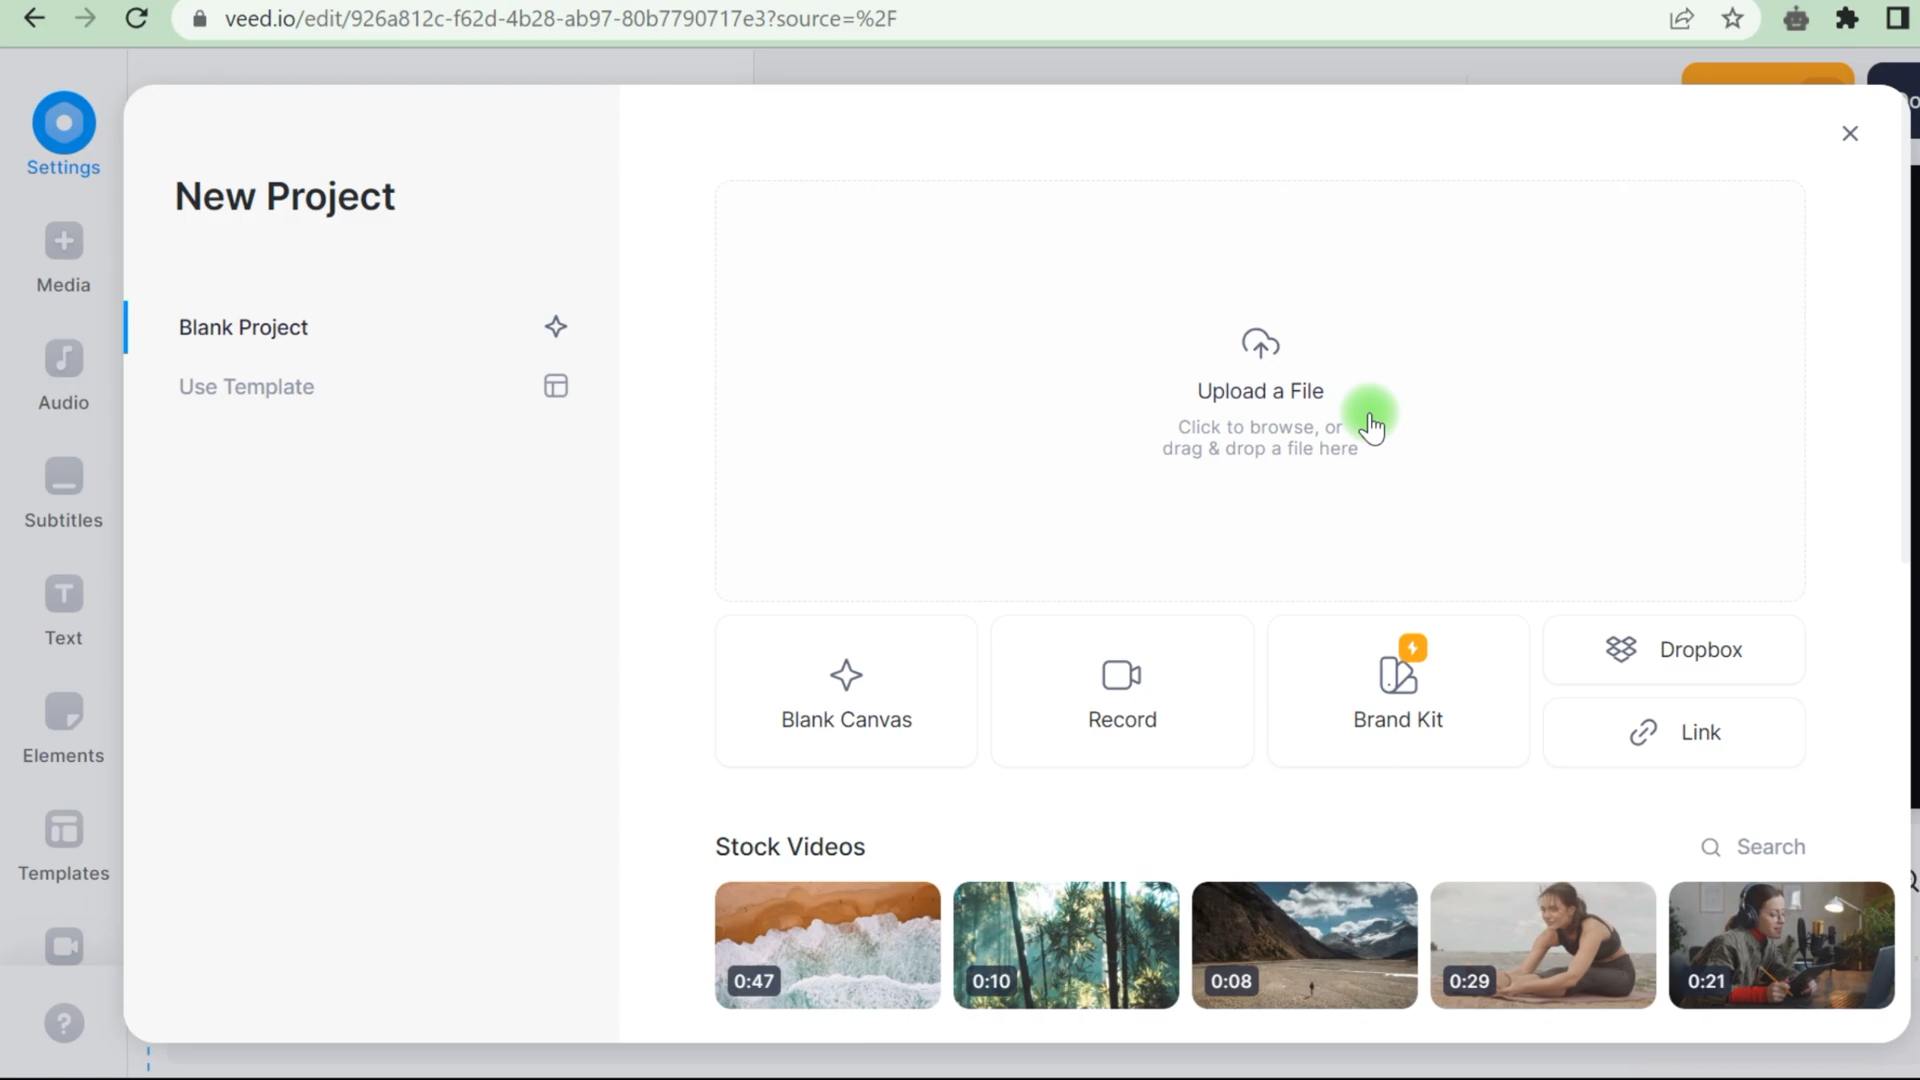 veed.io/edit/926a812c-f62d-4b28-ab97-80b7790717e3?source=%2F
Settings
Media
Audio
Subtitles
Text
Elements
Templates
New Project
Blank Project
Use Template
Upload a File
Click to browse, or
drag & drop a file here
Blank Canvas
Record
Brand Kit
Dropbox
Link
Stock Videos
Search
0:47
0:10
0:08
0:29
0:21